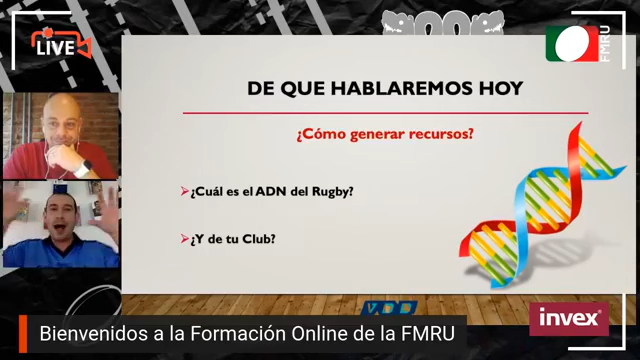 LIVE
FMRU
DE QUE HABLAREMOS HOY
¿Cómo generar recursos?
¿Cuál es el ADN del Rugby?
¿Y de tu Club?
Bienvenidos a la Formación Online de la FMRU
invex